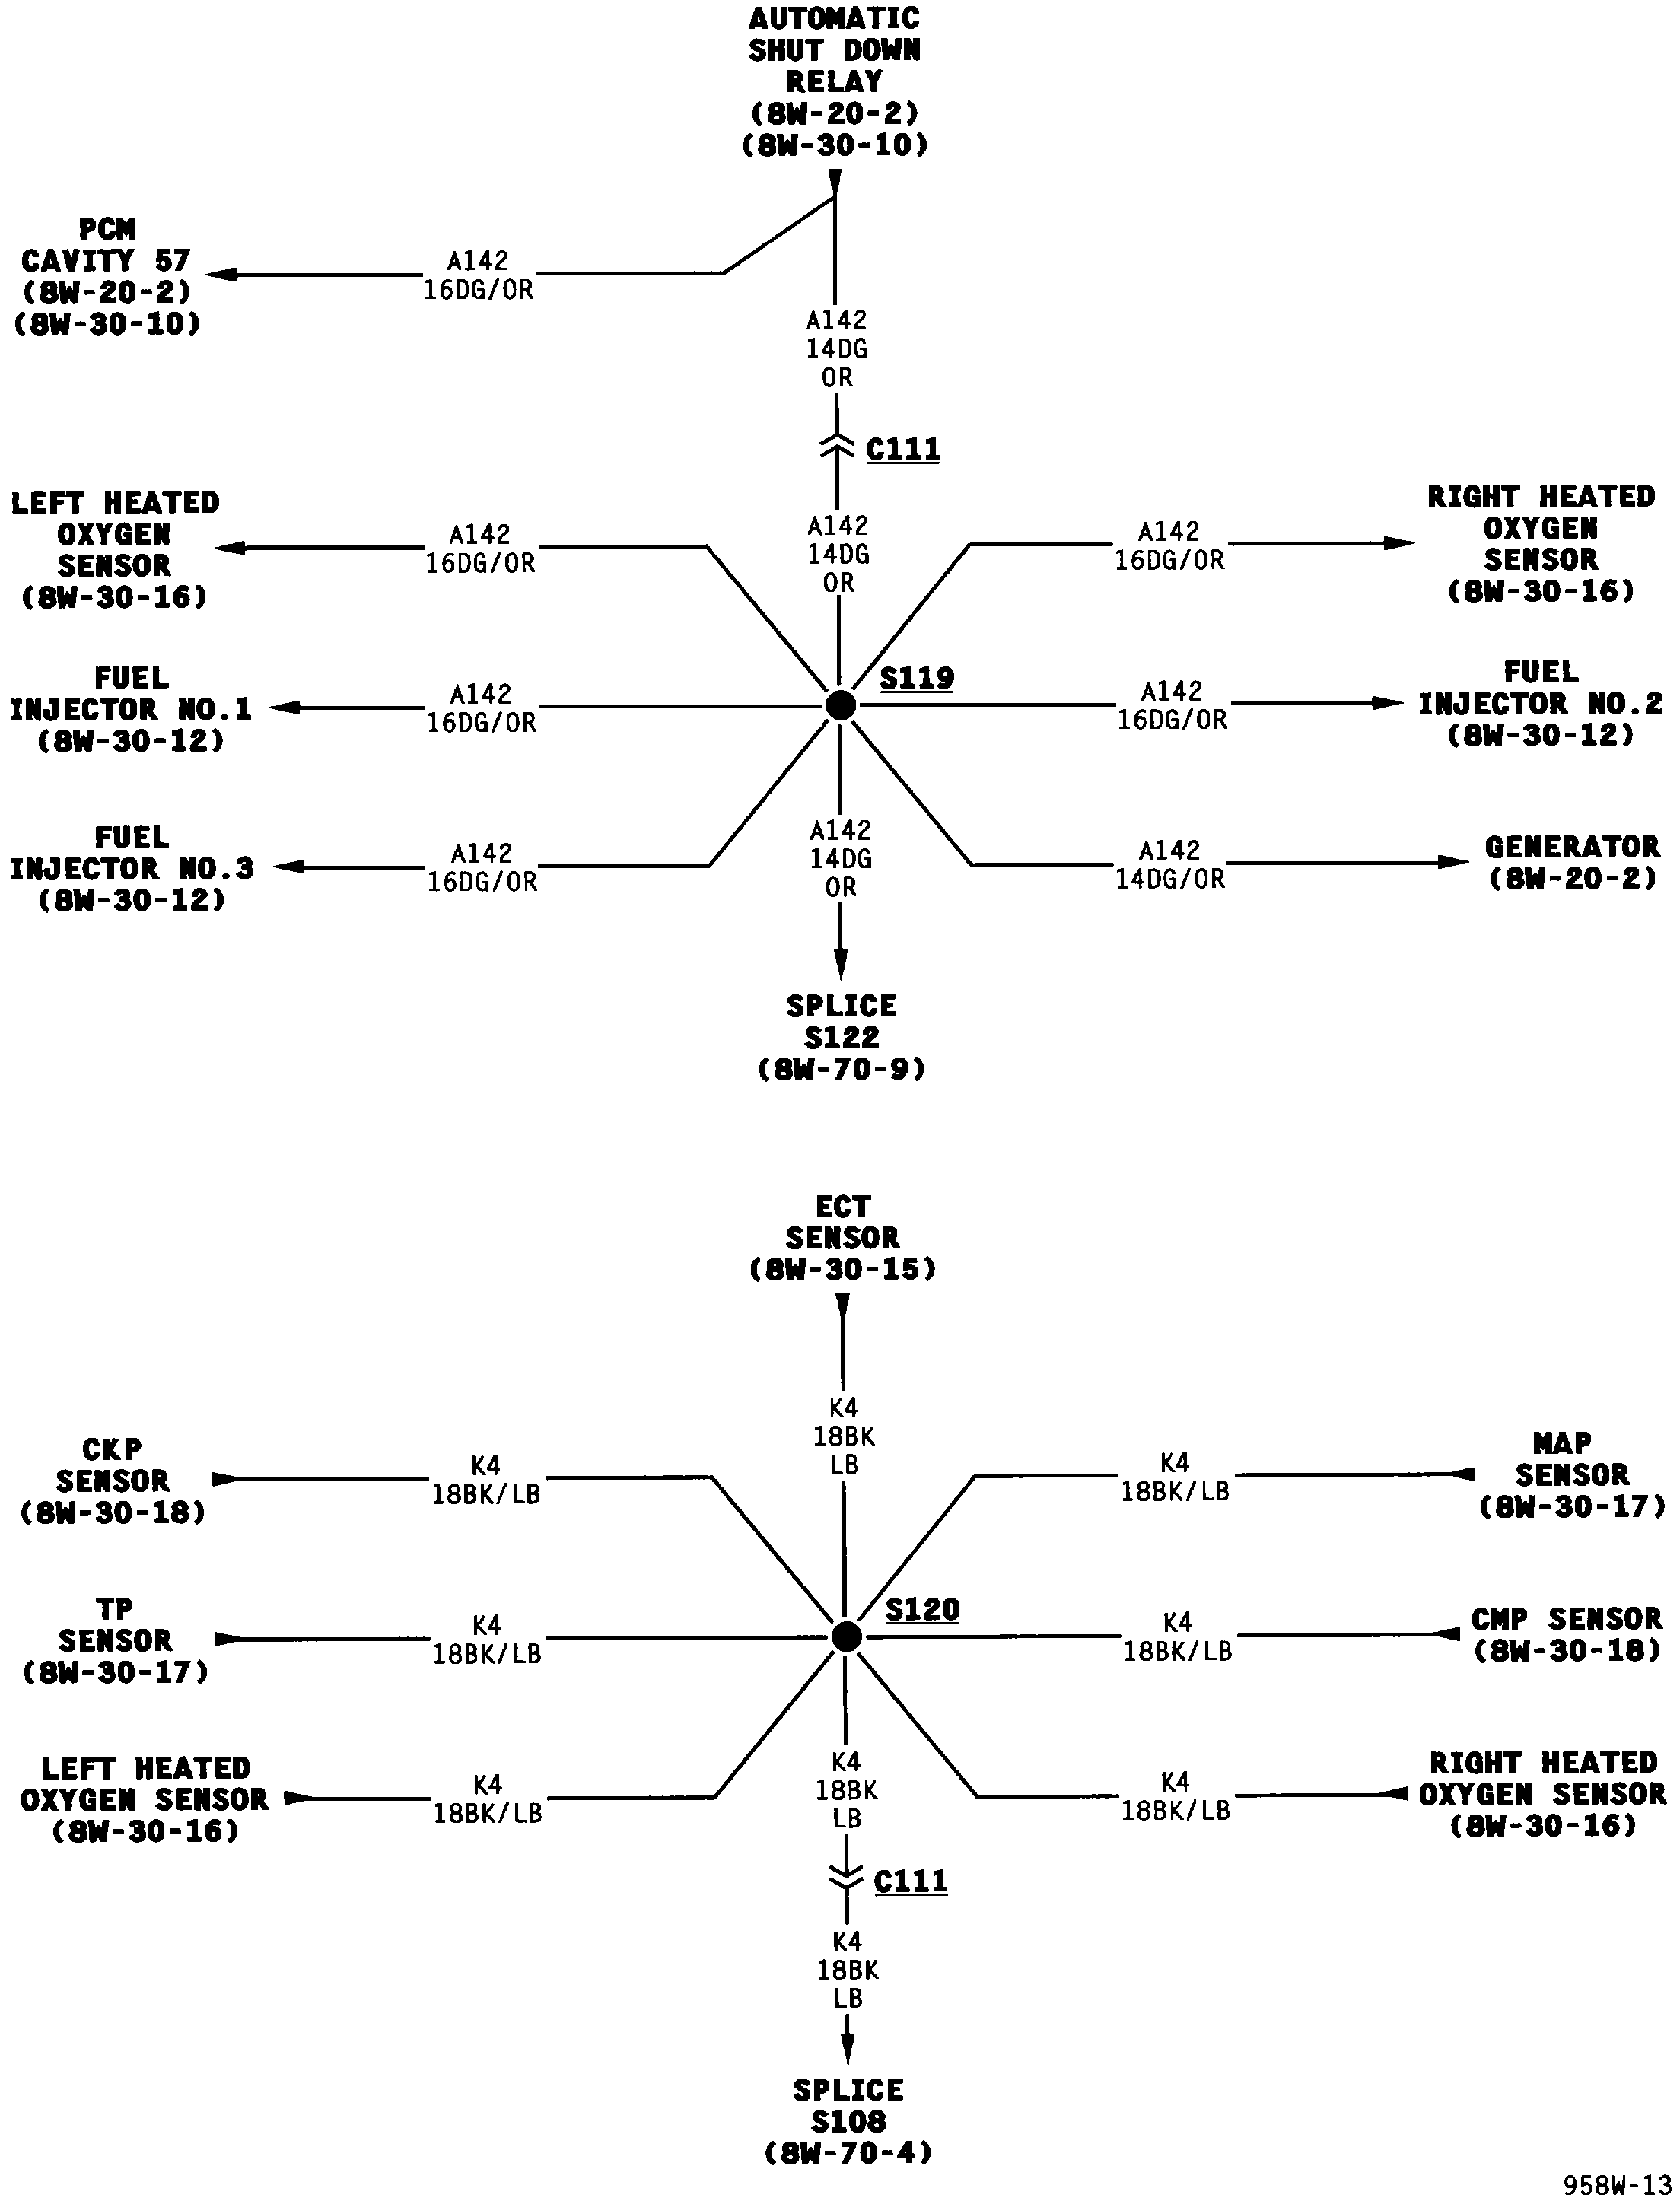 AUTOMATIC
SHUT DOWN
RELAY
(8W-20-2)
(8W-30-10)
PCM
CAVITY 57
(8W-20-2)
(8W-30-10)
A142
16DG/OR
A142
14DG
OR
C111
LEFT HEATED
OXYGEN
SENSOR
(8W-30-16)
A142
16DG/OR
A142
14DG
OR
A142
16DG/OR
RIGHT HEATED
OXYGEN
SENSOR
(8W-30-16)
FUEL
INJECTOR NO.1
(8W-30-12)
A142
16DG/OR
S119
A142
16DG/OR
FUEL
INJECTOR NO.2
(8W-30-12)
FUEL
INJECTOR NO.3
(8W-30-12)
A142
16DG/OR
A142
14DG
OR
A142
14DG/OR
GENERATOR
(8W-20-2)
SPLICE
S122
(8W-70-9)
ECT
SENSOR
(8W-30-15)
K4
18BK
LB
CKP
SENSOR
(8W-30-18)
K4
18BK/LB
K4
18BK/LB
MAP
SENSOR
(8W-30-17)
TP
SENSOR
(8W-30-17)
K4
18BK/LB
S120
K4
18BK/LB
CMP SENSOR
(8W-30-18)
LEFT HEATED
OXYGEN SENSOR
(8W-30-16)
K4
18BK/LB
K4
18BK
LB
K4
18BK/LB
RIGHT HEATED
OXYGEN SENSOR
(8W-30-16)
C111
K4
18BK
LB
SPLICE
S108
(8W-70-4)
958W-13